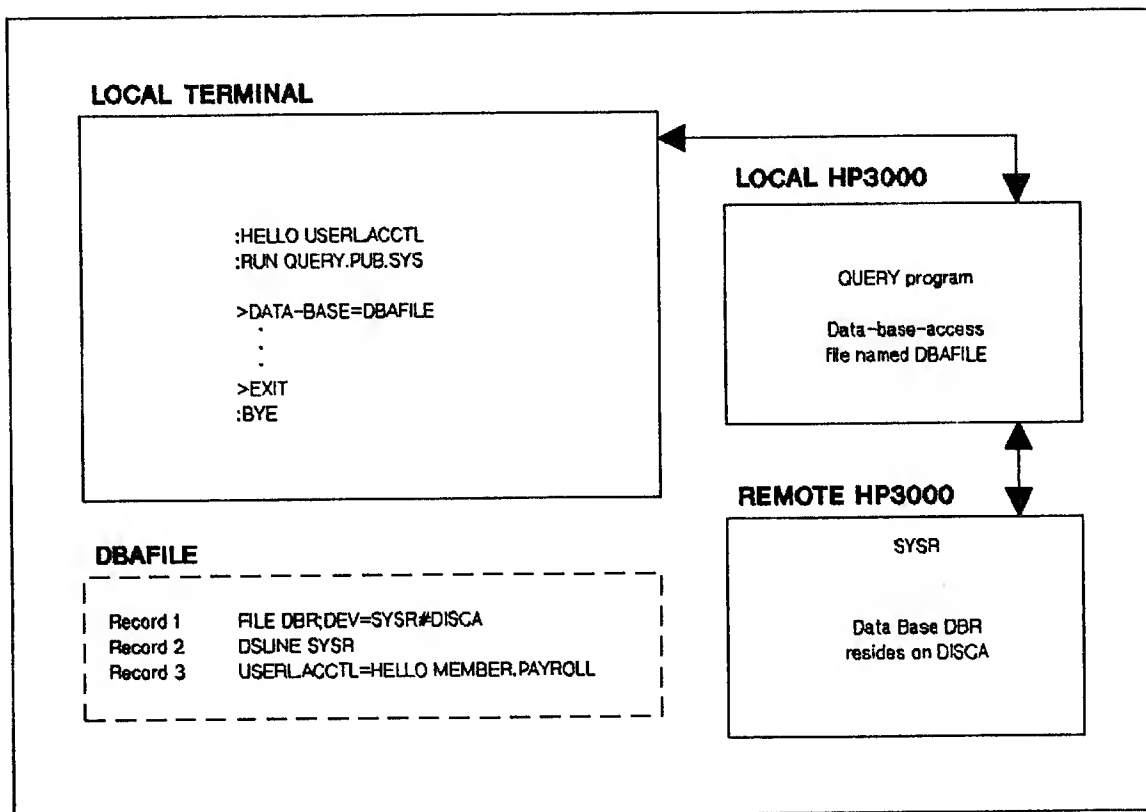 LOCAL TERMINAL
:HELLO USERL.ACCTL
:RUN QUERY.PUB.SYS
>DATA-BASE=DBAFILE
.
.
.
>EXIT
:BYE
LOCAL HP3000
QUERY program
Data-base-access
file named DBAFILE
REMOTE HP3000
SYSR
Data Base DBR
resides on DISCA
DBAFILE
Record 1 FILE DBR;DEV=SYSR#DISCA
Record 2 DSLINE SYSR
Record 3 USERL.ACCTL=HELLO MEMBER.PAYROLL